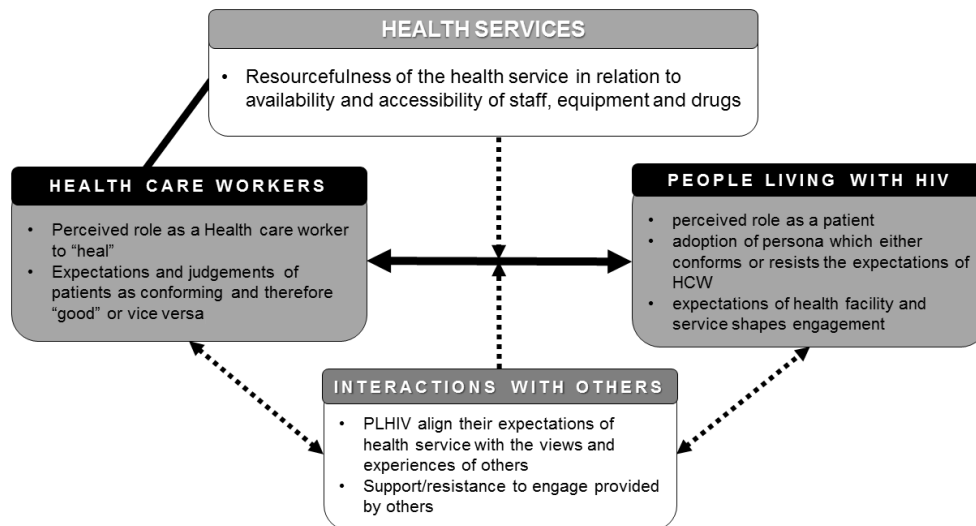 HEALTH SERVICES
• Resourcefulness of the health service in relation to
availability and accessibility of staff, equipment and drugs
HEALTH CARE WORKERS
• Perceived role as a Health care worker
to “heal”
• Expectations and judgements of
patients as conforming and therefore
“good” or vice versa
PEOPLE LIVING WITH HIV
• perceived role as a patient
• adoption of persona which either
conforms or resists the expectations of
HCW
• expectations of health facility and
service shapes engagement
INTERACTIONS WITH OTHERS
• PLHIV align their expectations of
health service with the views and
experiences of others
• Support/resistance to engage provided
by others